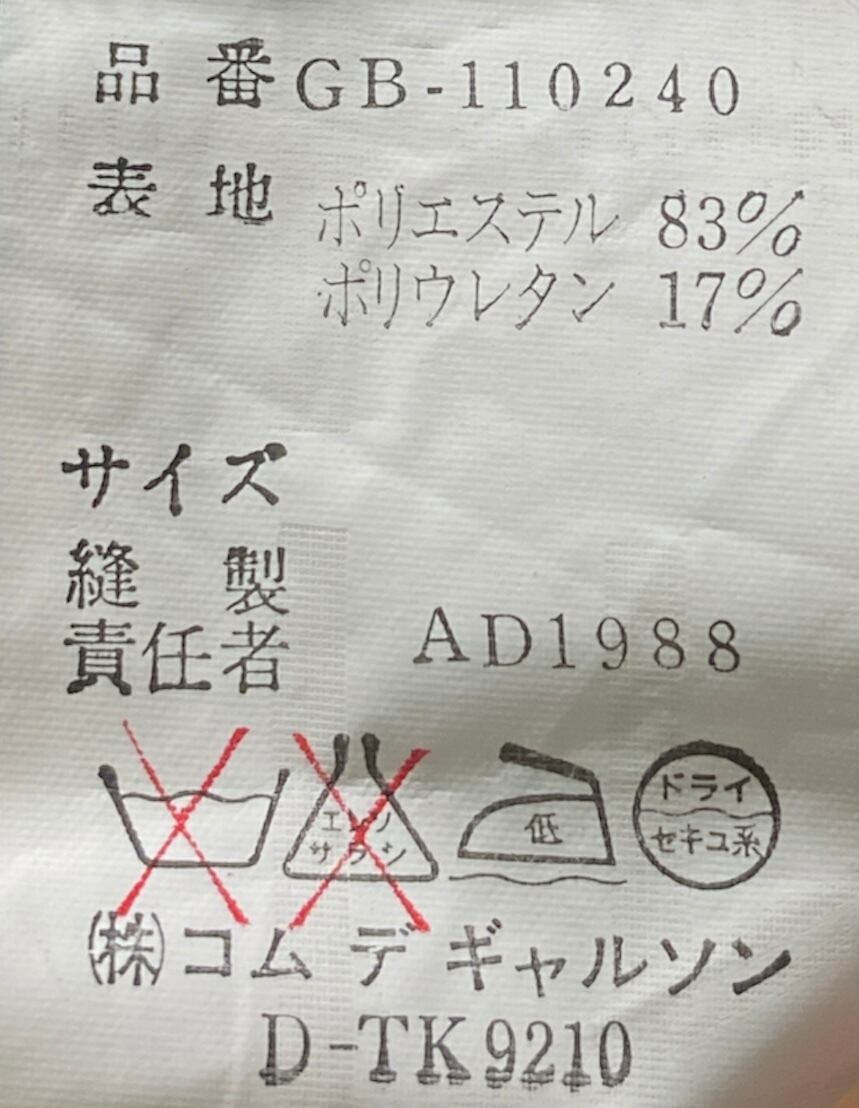 品番 GB-110240
表地 ポリエステル 83%
ポリウレタン 17%
サイズ
縫製
責任者 AD1988
エンソ
サラシ
低
ドライ
セキユ系
㈱コム デ ギャルソン
D-TK9210